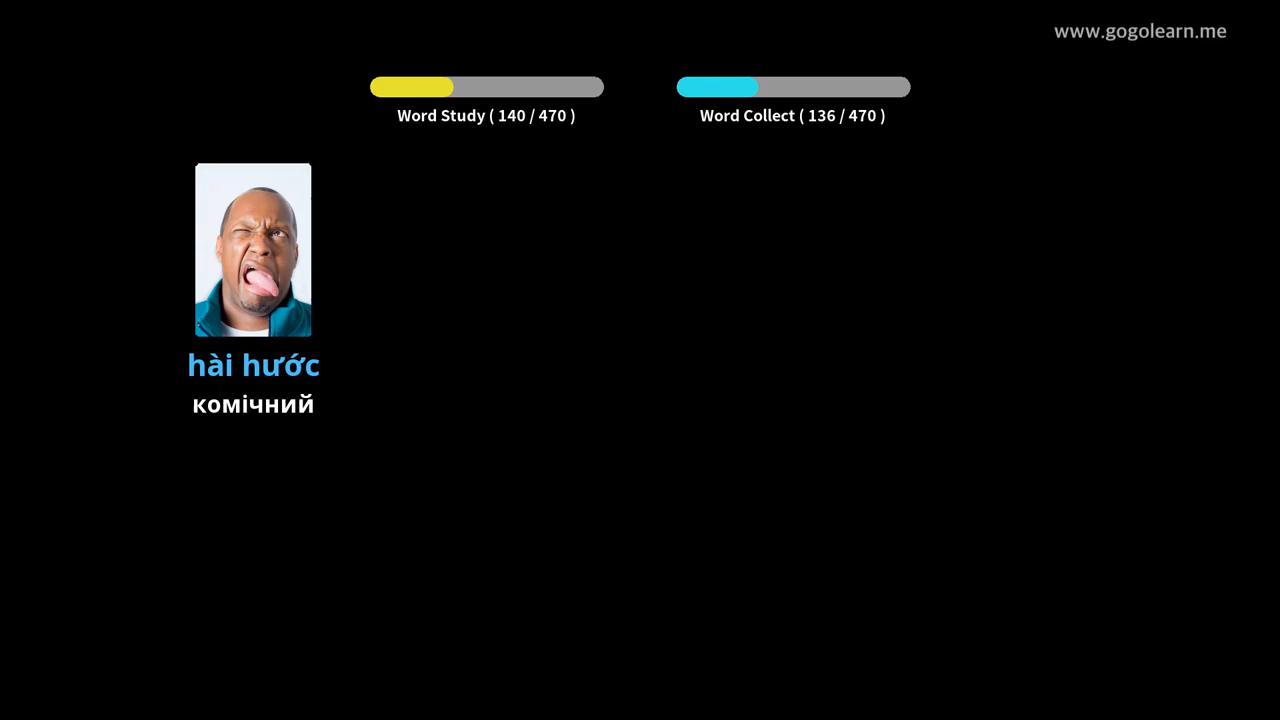 www.gogolearn.me
Word Study ( 140 / 470 )
Word Collect ( 136 / 470 )
hài hước
комічний